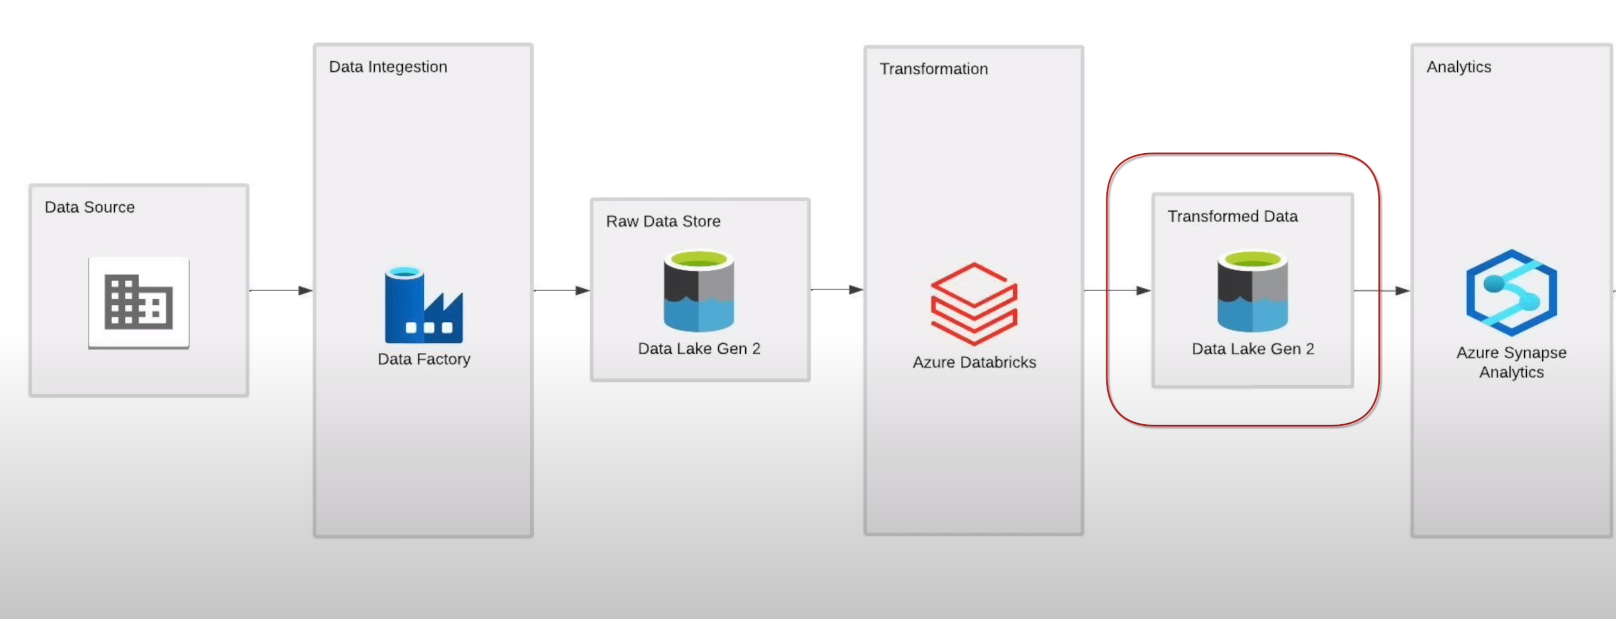 Data Source
Data Integestion
Data Factory
Raw Data Store
Data Lake Gen 2
Transformation
Azure Databricks
Transformed Data
Data Lake Gen 2
Analytics
Azure Synapse
Analytics